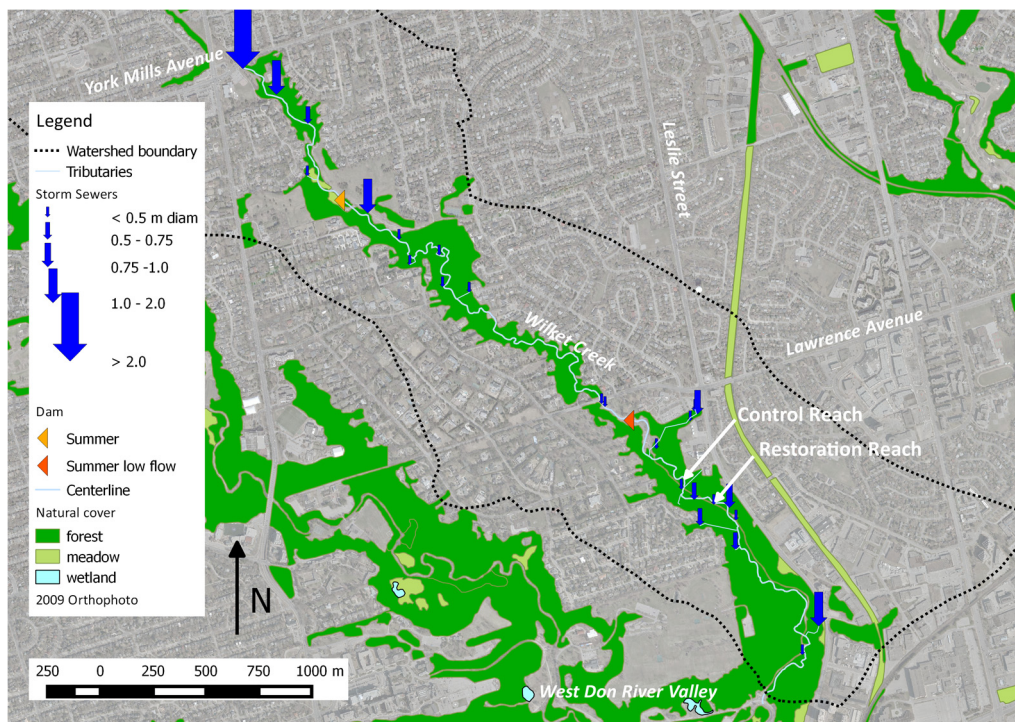 York Mills Avenue
Legend
Watershed boundary
Tributaries
Storm Sewers
< 0.5 m diam
0.5 - 0.75
0.75 -1.0
1.0 - 2.0
> 2.0
Dam
Summer
Summer low flow
Centerline
Natural cover
forest
meadow
wetland
2009 Orthophoto
N
250 0 250 500 750 1000 m
Leslie Street
Wilket Creek
Lawrence Avenue
Control Reach
Restoration Reach
West Don River Valley